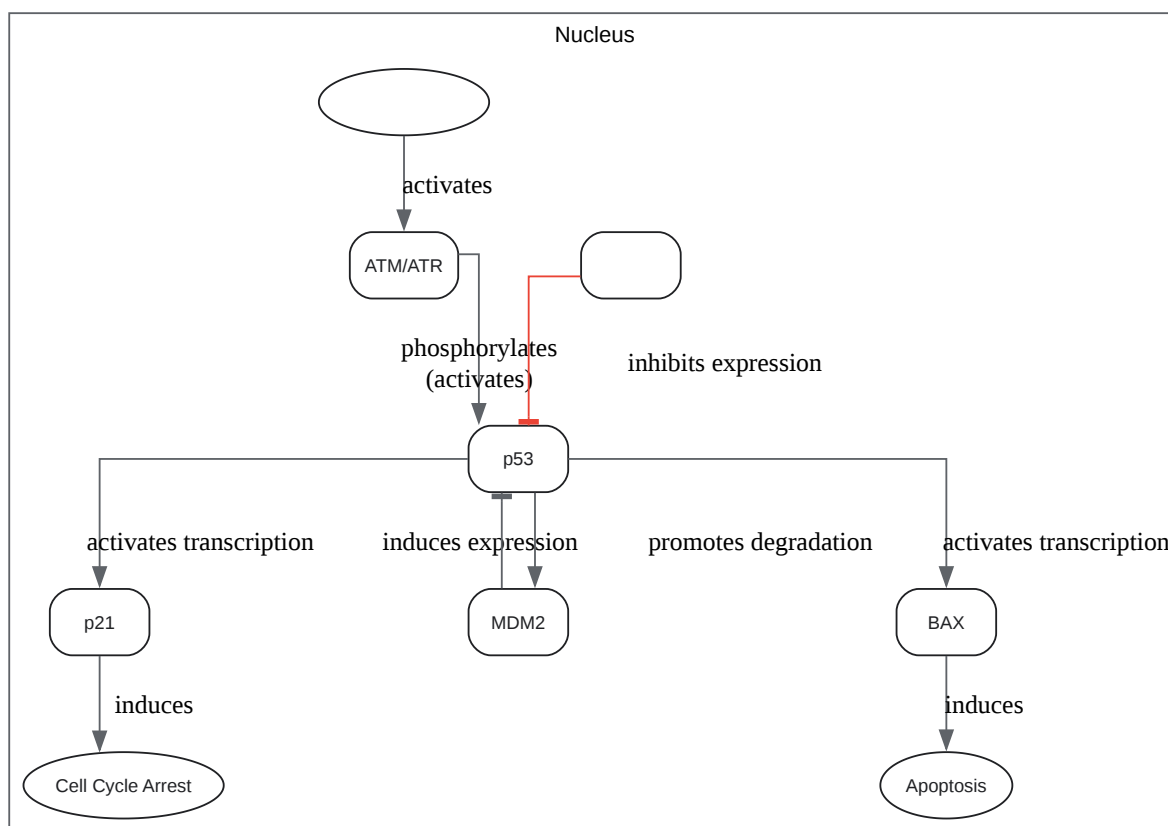 Nucleus
activates
ATM/ATR
phosphorylates
(activates)
inhibits expression
p53
activates transcription
induces expression
promotes degradation
activates transcription
p21
MDM2
BAX
induces
induces
Cell Cycle Arrest
Apoptosis